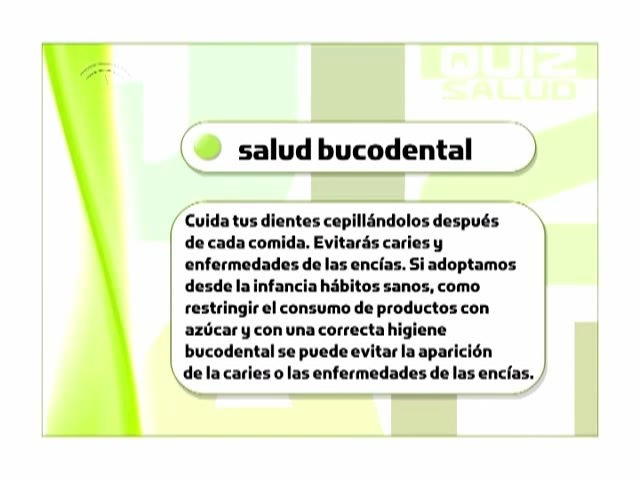 QUIZ
SALUD
salud bucodental
Cuida tus dientes cepillándolos después
de cada comida. Evitarás caries y
enfermedades de las encías. Si adoptamos
desde la infancia hábitos sanos, como
restringir el consumo de productos con
azúcar y con una correcta higiene
bucodental se puede evitar la aparición
de la caries o las enfermedades de las encías.